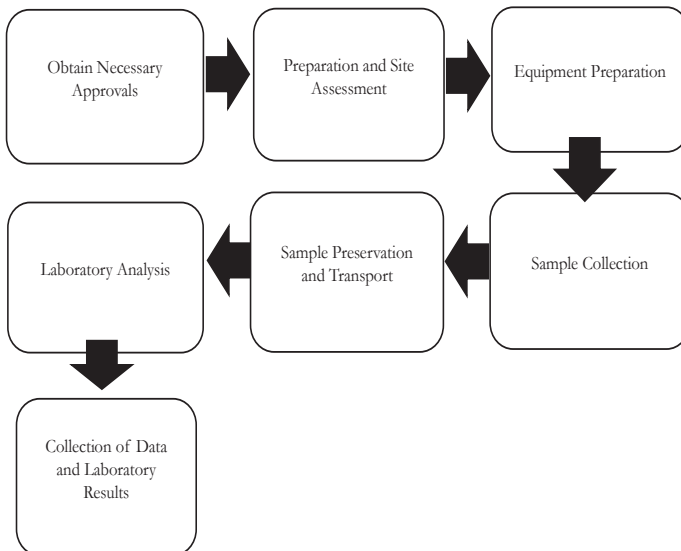 Obtain Necessary
Approvals
Preparation and Site
Assessment
Equipment Preparation
Sample Collection
Sample Preservation
and Transport
Laboratory Analysis
Collection of Data
and Laboratory
Results